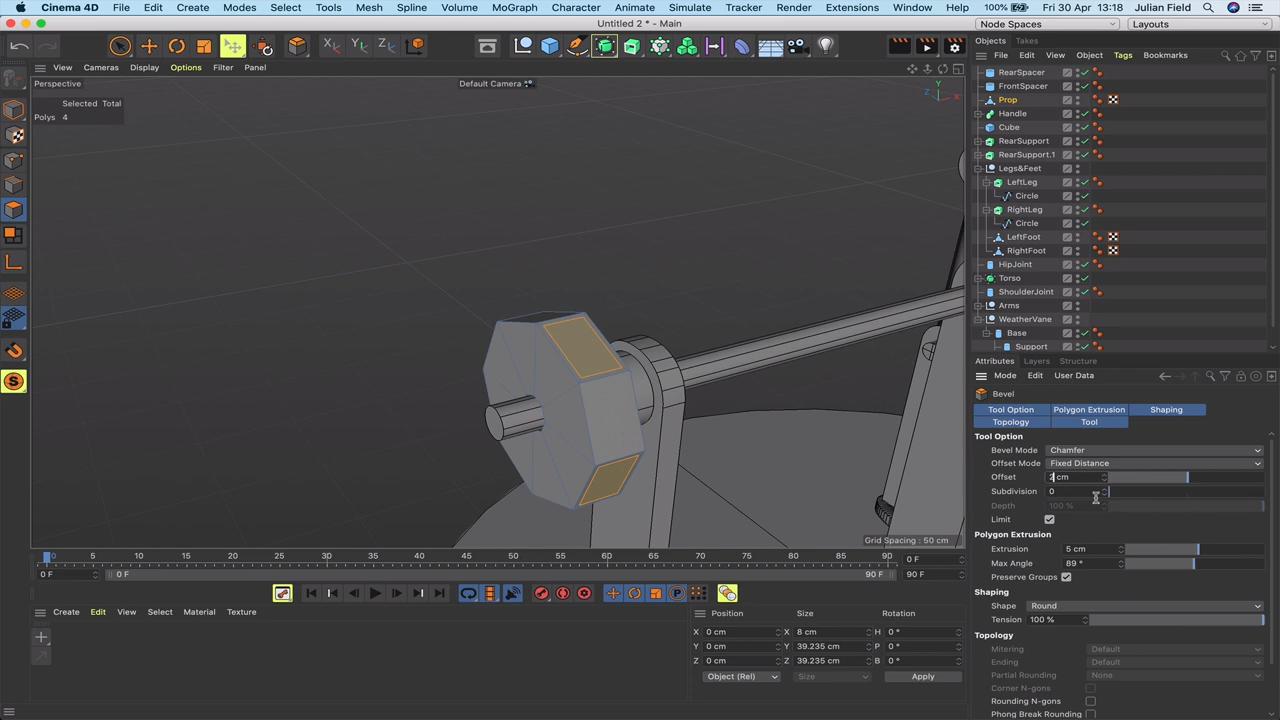 Cinema 4D File Edit Create Modes Select Tools Mesh Spline Volume MoGraph Character Animate Simulate Tracker Render Extensions Window Help 100% Fri 30 Apr 13:18 Julian Field
Untitled 2 * - Main Node Spaces Layouts
Objects Takes
File Edit View Object Tags Bookmarks
View Cameras Display Options Filter Panel
Perspective Default Camera
Selected Total
Polys 4
RearSpacer
FrontSpacer
Prop
Handle
Cube
RearSupport
RearSupport.1
Legs&Feet
LeftLeg
Circle
RightLeg
Circle
LeftFoot
RightFoot
HipJoint
Torso
ShoulderJoint
Arms
WeatherVane
Base
Support
Attributes Layers Structure
Mode Edit User Data
Bevel
Tool Option Polygon Extrusion Shaping
Topology Tool
Tool Option
Bevel Mode Chamfer
Offset Mode Fixed Distance
Offset 2 cm
Subdivision 0
Depth 100 %
Limit
Polygon Extrusion
Extrusion 5 cm
Max Angle 89 °
Preserve Groups
Shaping
Shape Round
Tension 100 %
Topology
Mitering Default
Ending Default
Partial Rounding None
Corner N-gons
Rounding N-gons
Phong Break Rounding
Grid Spacing : 50 cm
0 5 10 15 20 25 30 35 40 45 50 55 60 65 70 75 80 85 90 0 F
0 F 0 F 90 F 90 F
Create Edit View Select Material Texture
Position Size Rotation
X 0 cm X 8 cm H 0 °
Y 0 cm Y 39.235 cm P 0 °
Z 0 cm Z 39.235 cm B 0 °
Object (Rel) Size Apply